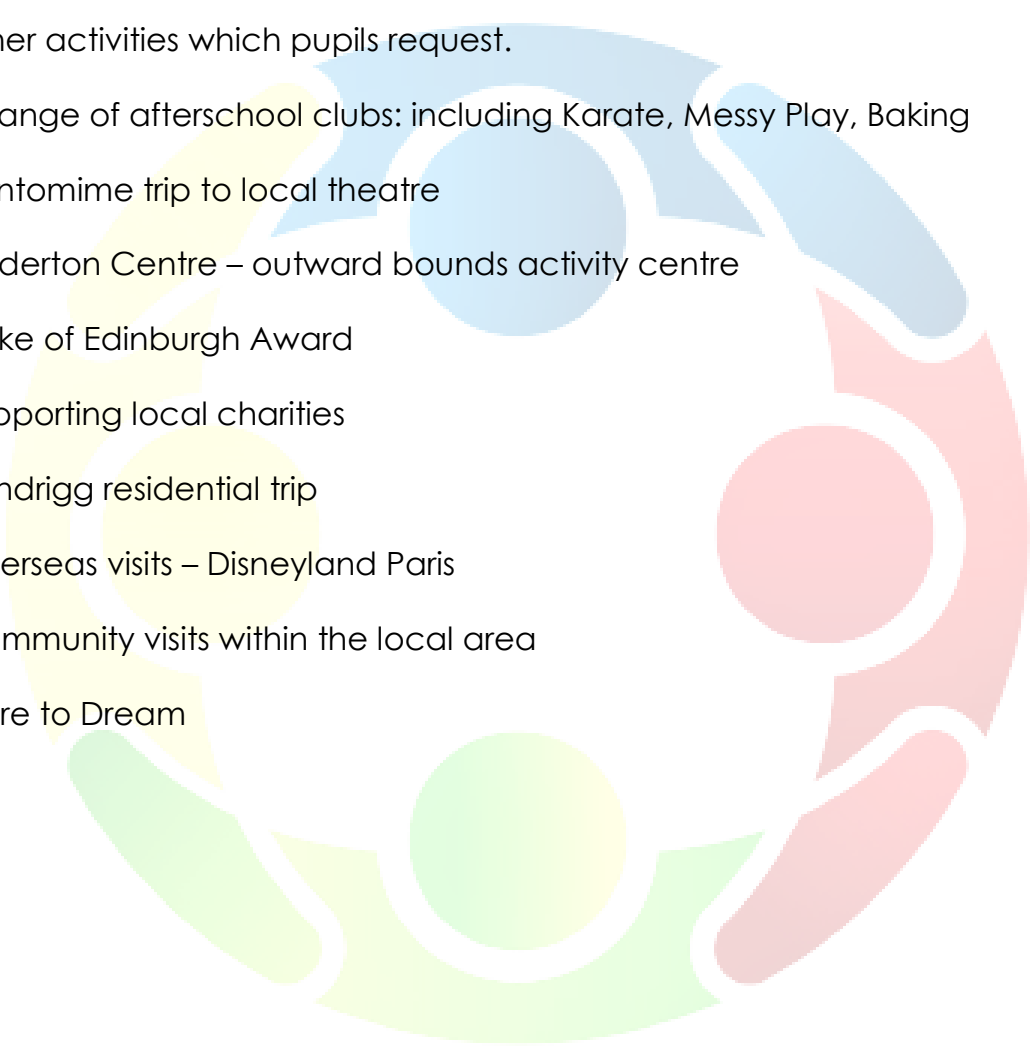 ner activities which pupils request.
ange of afterschool clubs: including Karate, Messy Play, Baking
ntomime trip to local theatre
derton Centre – outward bounds activity centre
ke of Edinburgh Award
pporting local charities
ndrigg residential trip
erseas visits – Disneyland Paris
mmunity visits within the local area
re to Dream